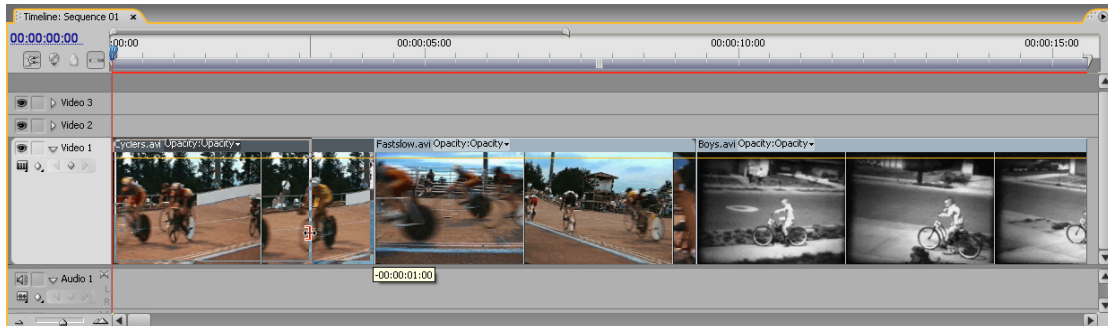 Timeline: Sequence 01 ×
00:00:00:00
:00:00
00:00:05:00
00:00:10:00
00:00:15:00
Video 3
Video 2
Video 1
Cyclers.avi Opacity:Opacity
Fastslow.avi Opacity:Opacity
Boys.avi Opacity:Opacity
-00:00:01:00
Audio 1
L
R